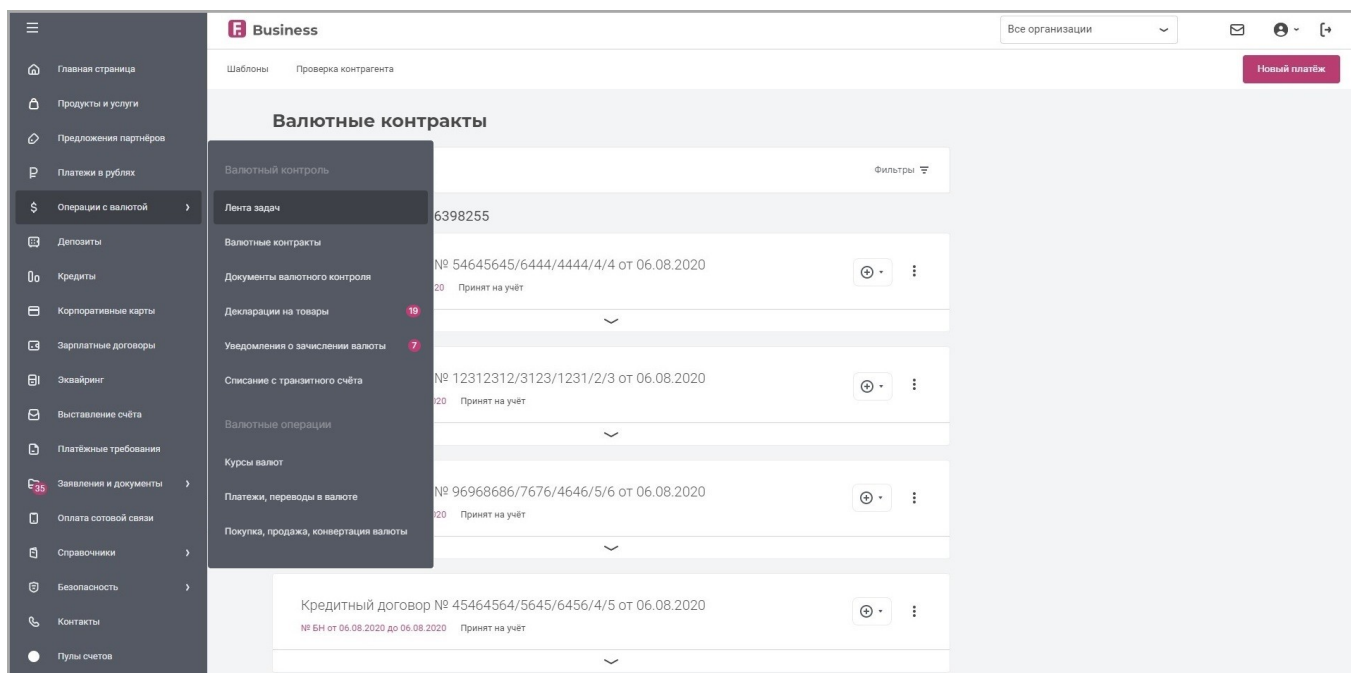 F. Business
Все организации
Шаблоны Проверка контрагента
Новый платёж
Главная страница
Продукты и услуги
Предложения партнёров
Платежи в рублях
Операции с валютой
Депозиты
Кредиты
Корпоративные карты
Зарплатные договоры
Эквайринг
Выставление счёта
Платёжные требования
35 Заявления и документы
Оплата сотовой связи
Справочники
Безопасность
Контакты
Пулы счетов
Валютный контроль
Лента задач
Валютные контракты
Документы валютного контроля
Декларации на товары 19
Уведомления о зачислении валюты 7
Списание с транзитного счёта
Валютные операции
Курсы валют
Платежи, переводы в валюте
Покупка, продажа, конвертация валюты
Валютные контракты
Фильтры
6398255
№ 54645645/6444/4444/4/4 от 06.08.2020
20 Принят на учёт
№ 12312312/3123/1231/2/3 от 06.08.2020
020 Принят на учёт
№ 96968686/7676/4646/5/6 от 06.08.2020
020 Принят на учёт
Кредитный договор № 45464564/5645/6456/4/5 от 06.08.2020
№ БН от 06.08.2020 до 06.08.2020 Принят на учёт